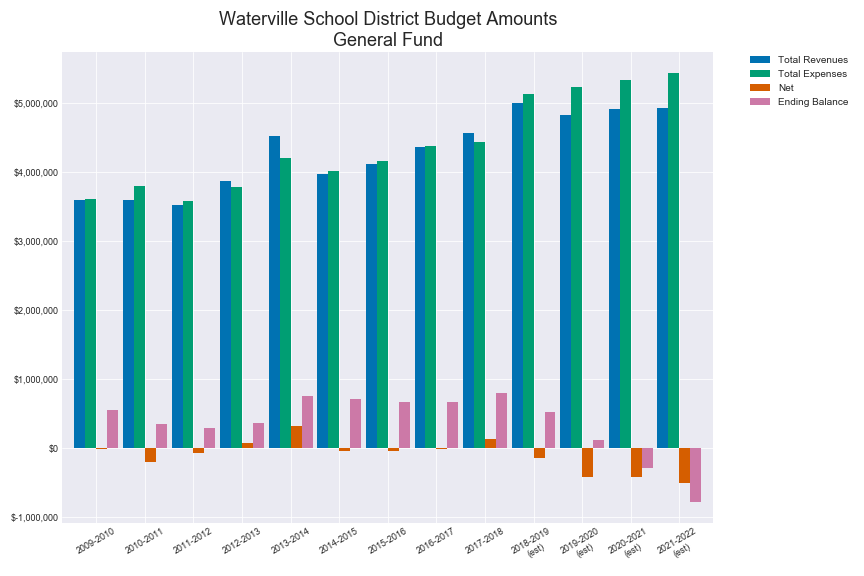 Waterville School District Budget Amounts
General Fund
Total Revenues
Total Expenses
Net
Ending Balance
$5,000,000
$4,000,000
$3,000,000
$2,000,000
$1,000,000
$0
$-1,000,000
2009-2010
2010-2011
2011-2012
2012-2013
2013-2014
2014-2015
2015-2016
2016-2017
2017-2018
2018-2019
(est)
2019-2020
(est)
2020-2021
(est)
2021-2022
(est)